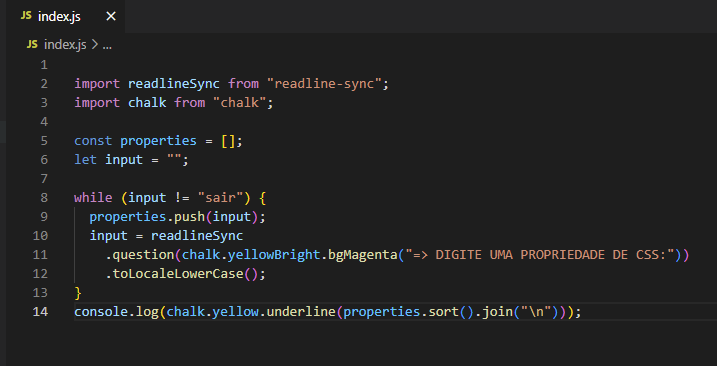 JS index.js ×
JS index.js > ...
1
2 import readlineSync from "readline-sync";
3 import chalk from "chalk";
4
5 const properties = [];
6 let input = "";
7
8 while (input != "sair") {
9   properties.push(input);
10   input = readlineSync
11     .question(chalk.yellowBright.bgMagenta("=> DIGITE UMA PROPRIEDADE DE CSS:"))
12     .toLocaleLowerCase();
13 }
14 console.log(chalk.yellow.underline(properties.sort().join("\n")));